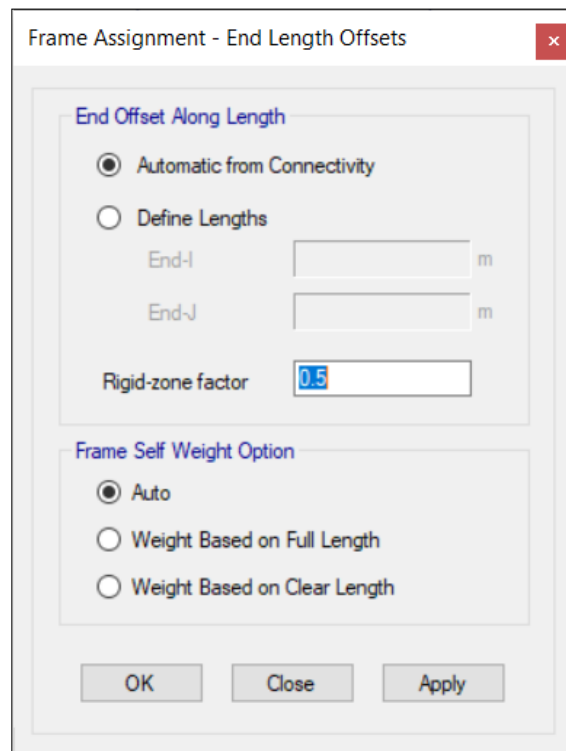 Frame Assignment - End Length Offsets
×
End Offset Along Length
Automatic from Connectivity
Define Lengths
End-I m
End-J m
Rigid-zone factor 0.5
Frame Self Weight Option
Auto
Weight Based on Full Length
Weight Based on Clear Length
OK Close Apply